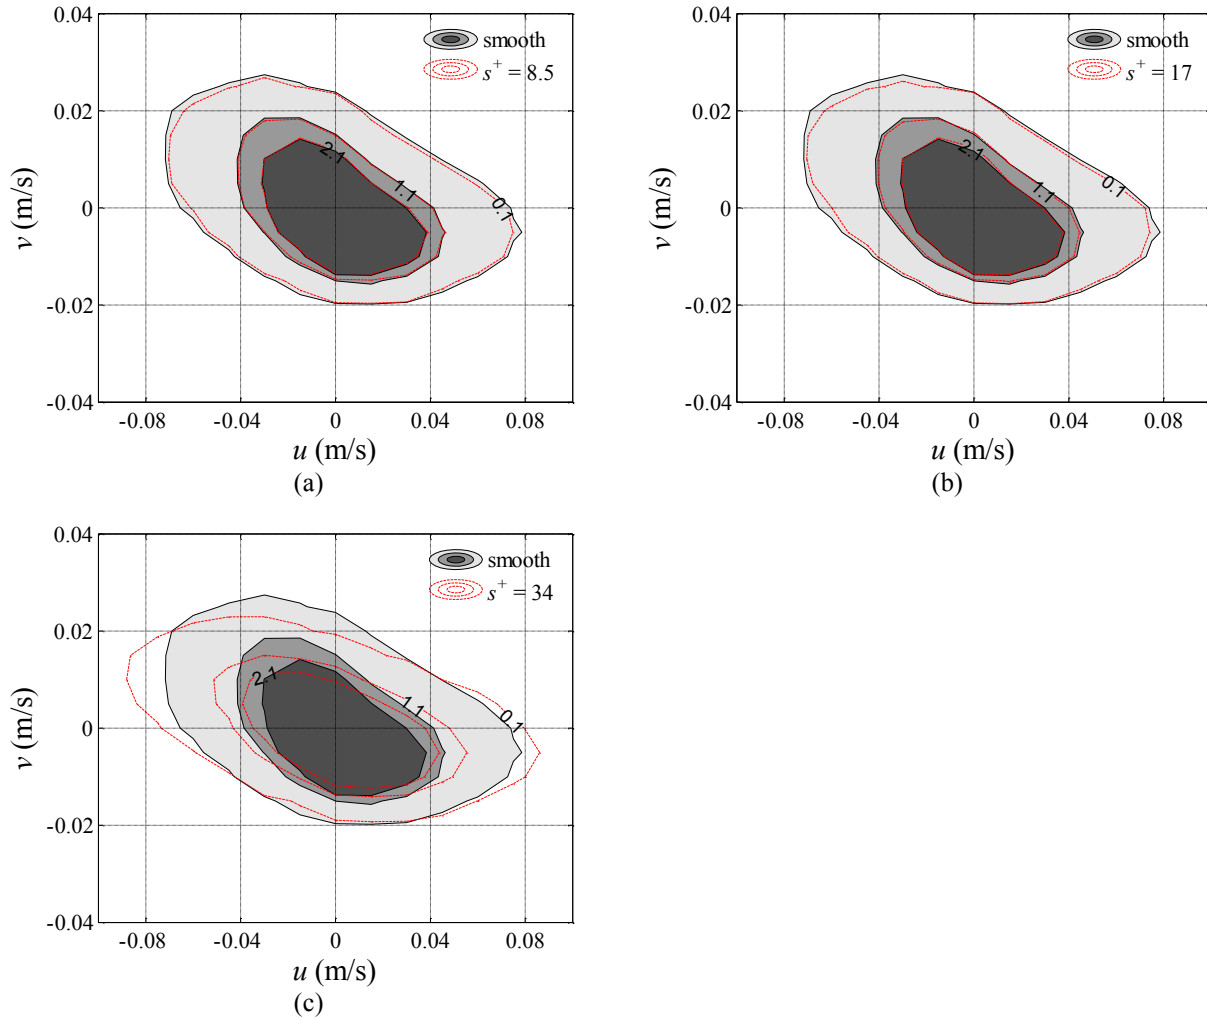 0.04
smooth
s+ = 8.5
0.02
2.1
1.1
0.1
v (m/s)
0
-0.02
-0.04
-0.08 -0.04 0 0.04 0.08
u (m/s)
(a)
0.04
smooth
s+ = 17
0.02
2.1
0.1
1.1
v (m/s)
0
-0.02
-0.04
-0.08 -0.04 0 0.04 0.08
u (m/s)
(b)
0.04
smooth
s+ = 34
0.02
2.1
1.1
0.1
v (m/s)
0
-0.02
-0.04
-0.08 -0.04 0 0.04 0.08
u (m/s)
(c)